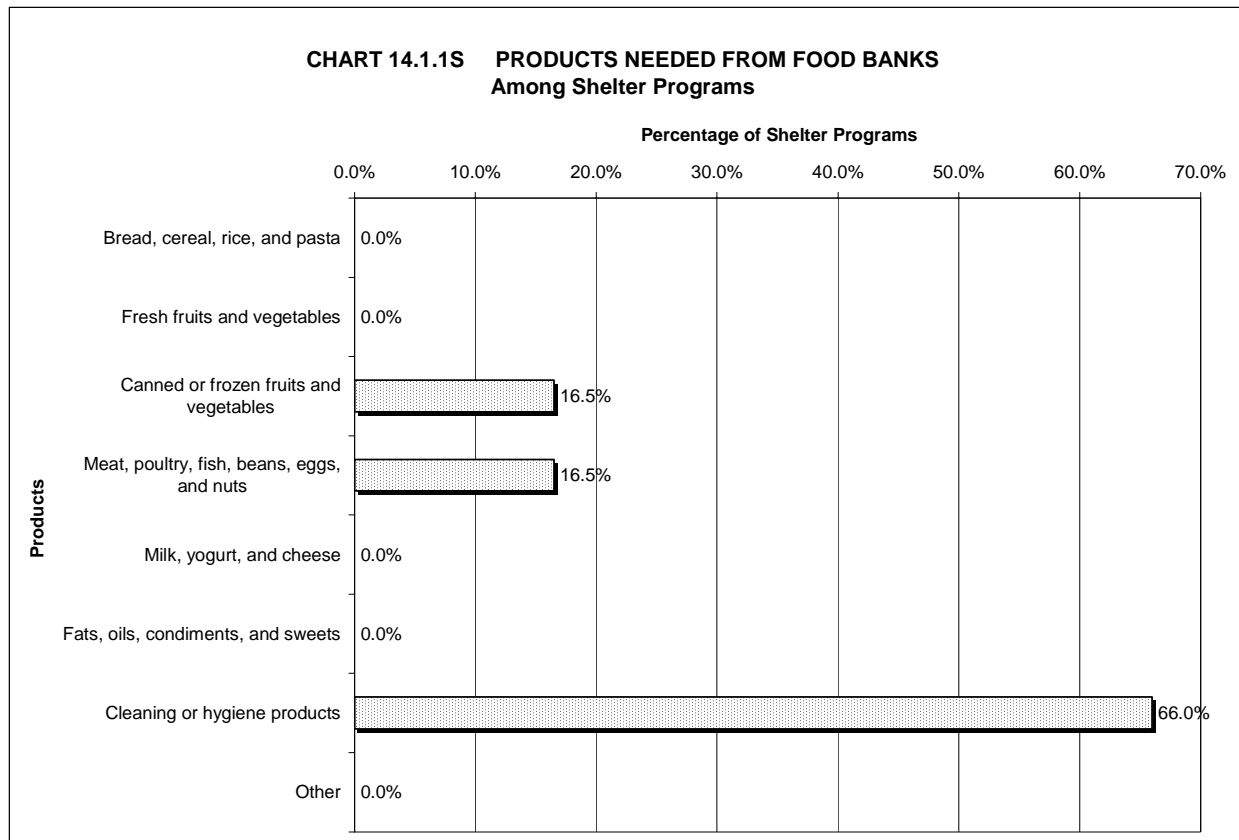 CHART 14.1.1S PRODUCTS NEEDED FROM FOOD BANKS
Among Shelter Programs
Percentage of Shelter Programs
0.0% 10.0% 20.0% 30.0% 40.0% 50.0% 60.0% 70.0%
Products
Bread, cereal, rice, and pasta 0.0%
Fresh fruits and vegetables 0.0%
Canned or frozen fruits and
vegetables 16.5%
Meat, poultry, fish, beans, eggs,
and nuts 16.5%
Milk, yogurt, and cheese 0.0%
Fats, oils, condiments, and sweets 0.0%
Cleaning or hygiene products 66.0%
Other 0.0%